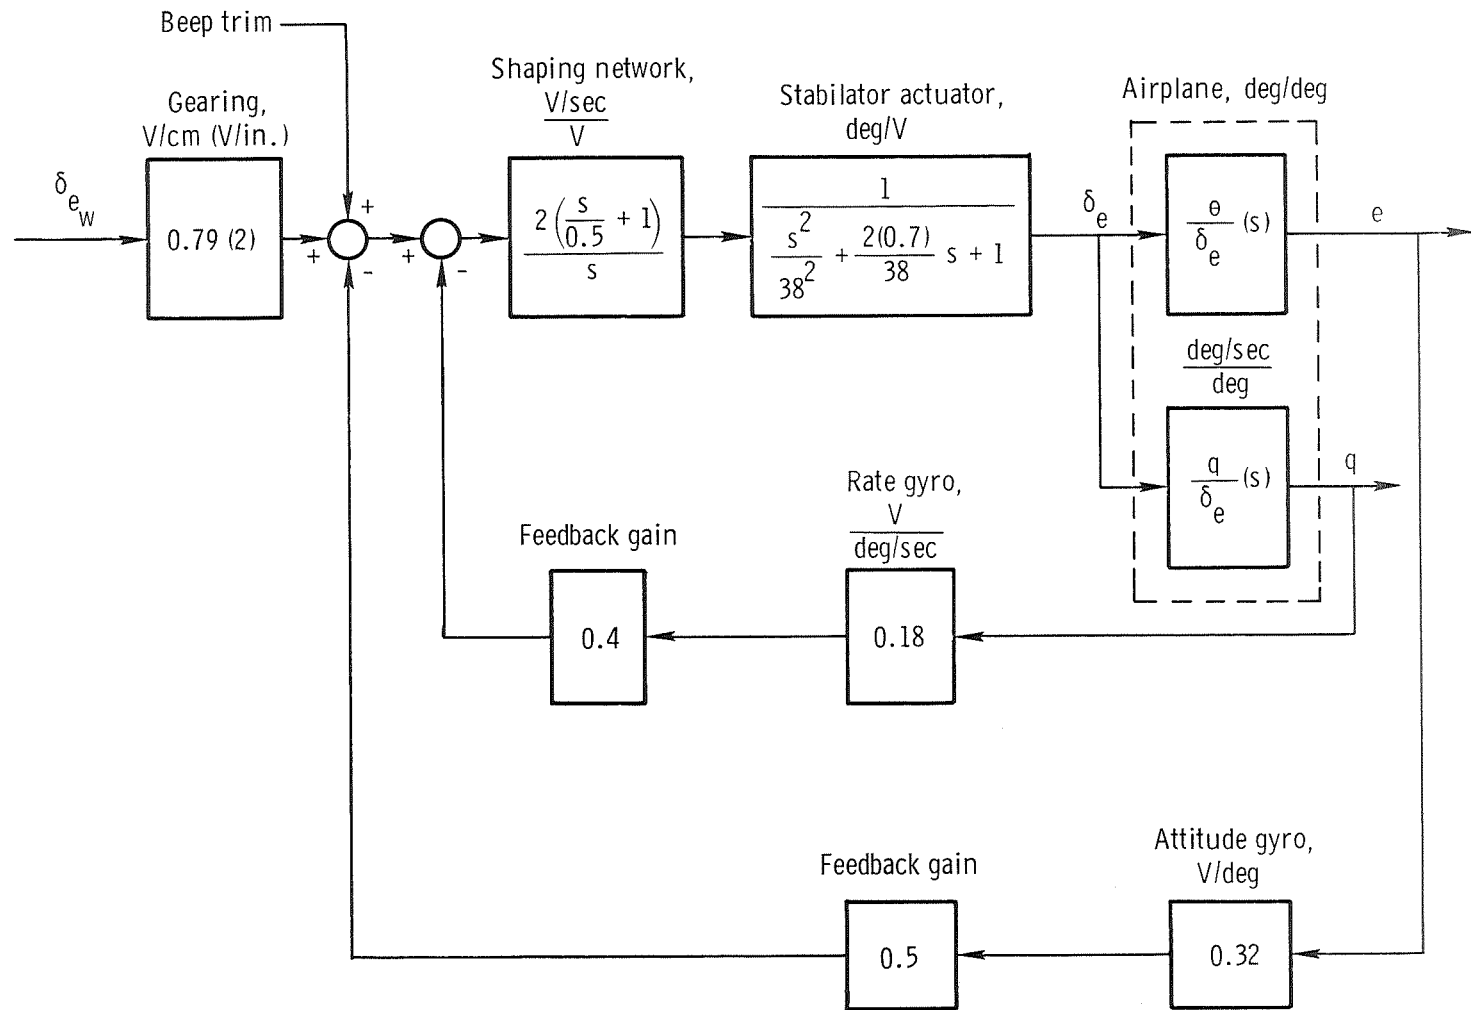 Beep trim
Gearing,
V/cm (V/in.)
δe_w
0.79 (2)
+
+
-
+
-
Shaping network,
V/sec
V
2 (s/0.5 + 1)
s
Stabilator actuator,
deg/V
1
s²/38² + 2(0.7)/38 s + 1
δe
Airplane, deg/deg
θ/δe (s)
e
deg/sec
deg
q/δe (s)
q
Rate gyro,
V
deg/sec
0.18
Feedback gain
0.4
Attitude gyro,
V/deg
0.32
Feedback gain
0.5